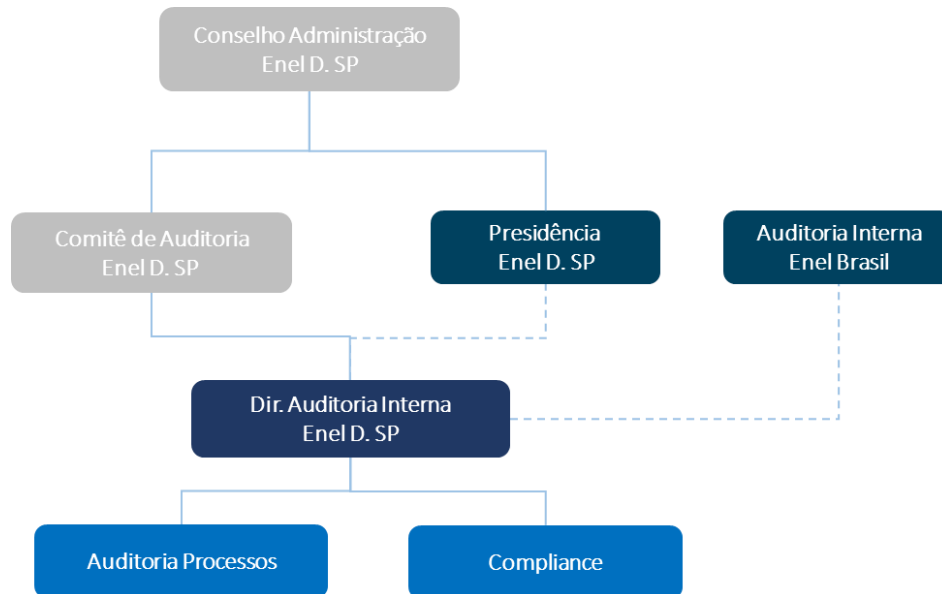 Conselho Administração
Enel D. SP
Comitê de Auditoria
Enel D. SP
Presidência
Enel D. SP
Auditoria Interna
Enel Brasil
Dir. Auditoria Interna
Enel D. SP
Auditoria Processos
Compliance